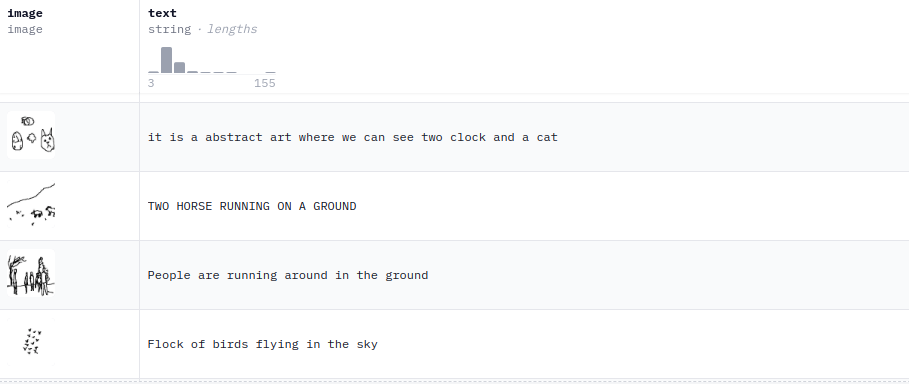 image
image
text
string · lengths
3 155
it is a abstract art where we can see two clock and a cat
TWO HORSE RUNNING ON A GROUND
People are running around in the ground
Flock of birds flying in the sky